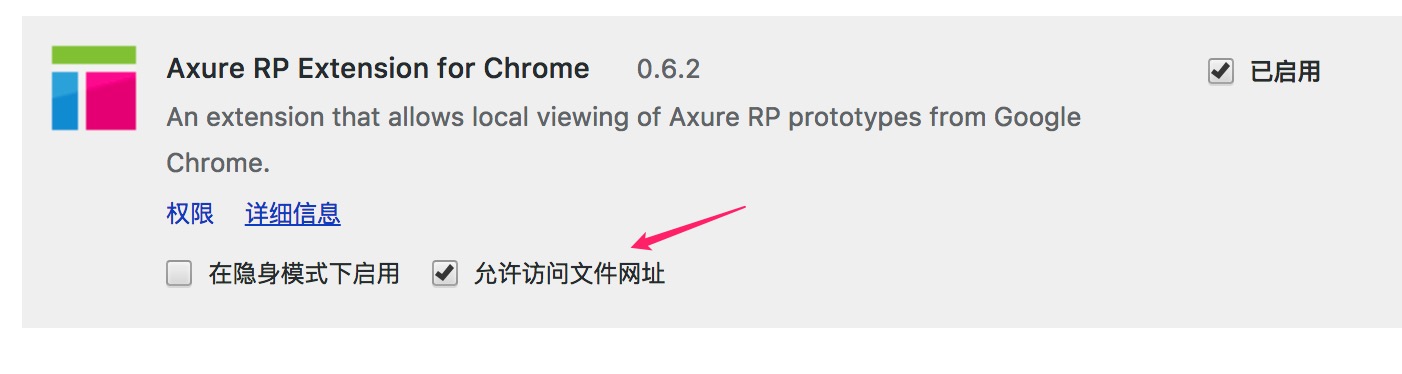 Axure RP Extension for Chrome 0.6.2 已启用
An extension that allows local viewing of Axure RP prototypes from Google
Chrome.
权限 详细信息
在隐身模式下启用 允许访问文件网址